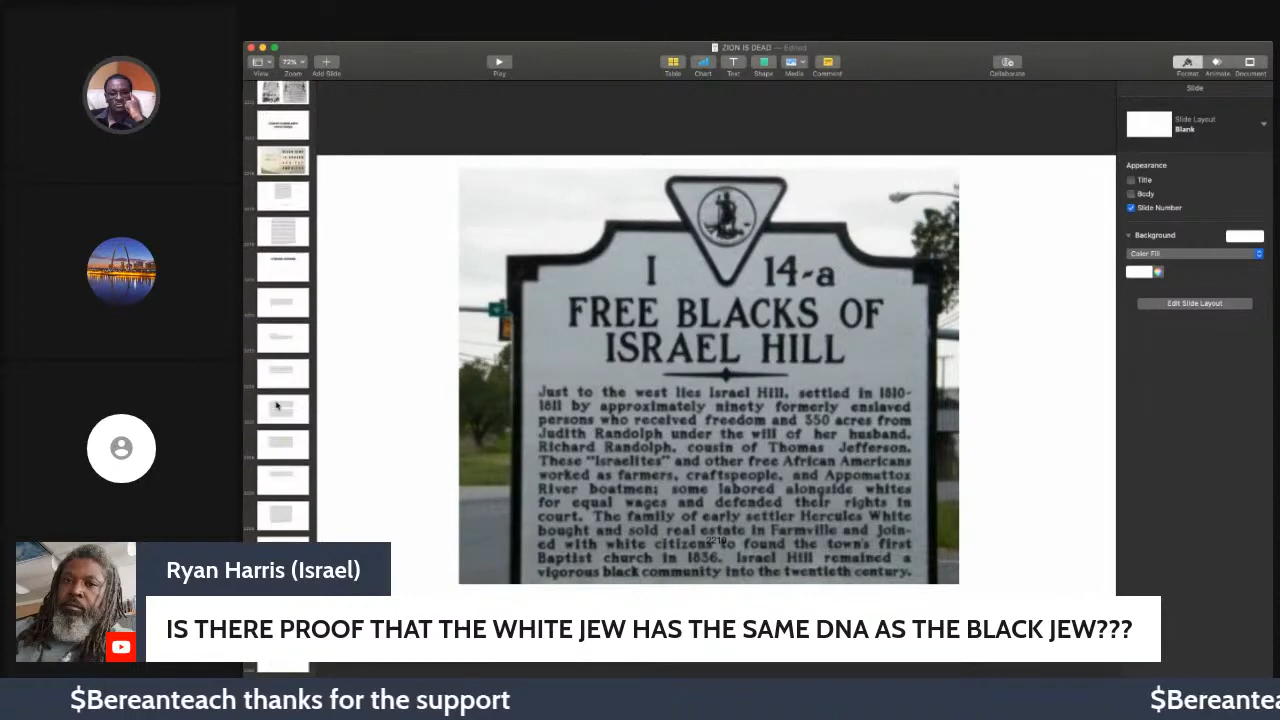 ZION IS DEAD — Edited
72%
View
Zoom
Add Slide
Play
Table
Chart
Text
Shape
Media
Comment
Collaborate
Format
Animate
Document
Slide
Slide Layout
Blank
Appearance
Title
Body
Slide Number
Background
Color Fill
Edit Slide Layout
I 14-a
FREE BLACKS OF
ISRAEL HILL
Just to the west lies Israel Hill, settled in 1810-
1811 by approximately ninety formerly enslaved
persons who received freedom and 350 acres from
Judith Randolph under the will of her husband,
Richard Randolph, cousin of Thomas Jefferson.
These "Israelites" and other free African Americans
worked as farmers, craftspeople, and Appomattox
River boatmen; some labored alongside whites
for equal wages and defended their rights in
court. The family of early settler Hercules White
bought and sold real estate in Farmville and join-
ed with white citizens to found the town's first
2219
Baptist church in 1836. Israel Hill remained a
vigorous black community into the twentieth century.
Ryan Harris (Israel)
IS THERE PROOF THAT THE WHITE JEW HAS THE SAME DNA AS THE BLACK JEW???
$Bereanteach thanks for the support
$Bereantea